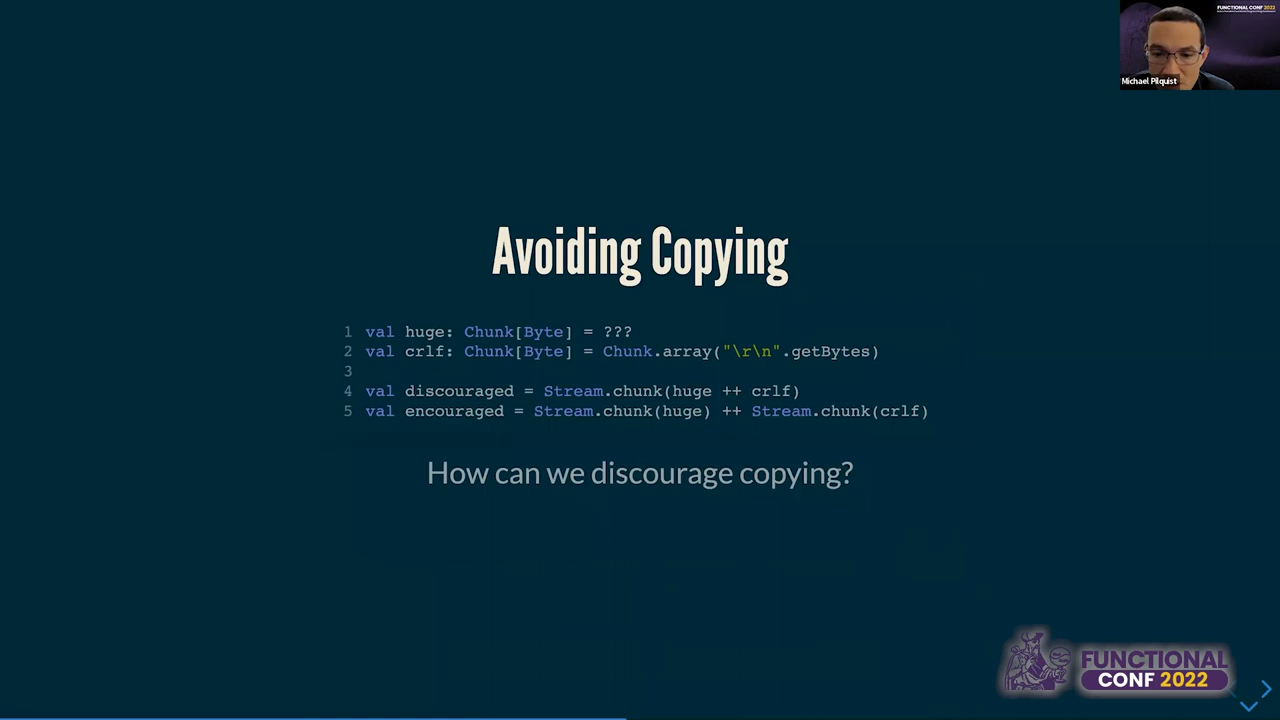 FUNCTIONAL CONF 2022
Michael Pilquist
Avoiding Copying
1 val huge: Chunk[Byte] = ???
2 val crlf: Chunk[Byte] = Chunk.array("\r\n".getBytes)
3
4 val discouraged = Stream.chunk(huge ++ crlf)
5 val encouraged = Stream.chunk(huge) ++ Stream.chunk(crlf)
How can we discourage copying?
FUNCTIONAL
CONF 2022